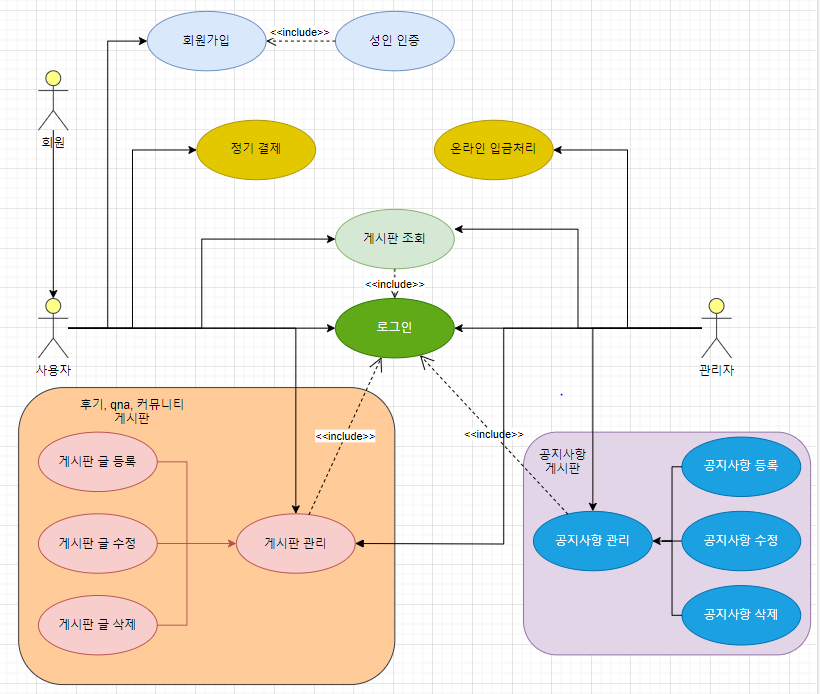 회원가입
<<include>>
성인 인증
회원
정기 결제
온라인 입금처리
게시판 조회
<<include>>
로그인
사용자
관리자
후기, qna, 커뮤니티
게시판
<<include>>
<<include>>
게시판 글 등록
게시판 글 수정
게시판 글 삭제
게시판 관리
공지사항
게시판
공지사항 관리
공지사항 등록
공지사항 수정
공지사항 삭제